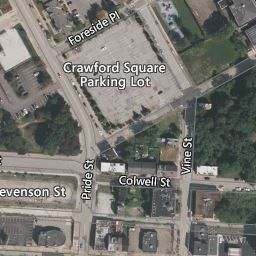 Foreside Pl
Crawford Square
Parking Lot
Vine St
Pride St
Colwell St
evenson St